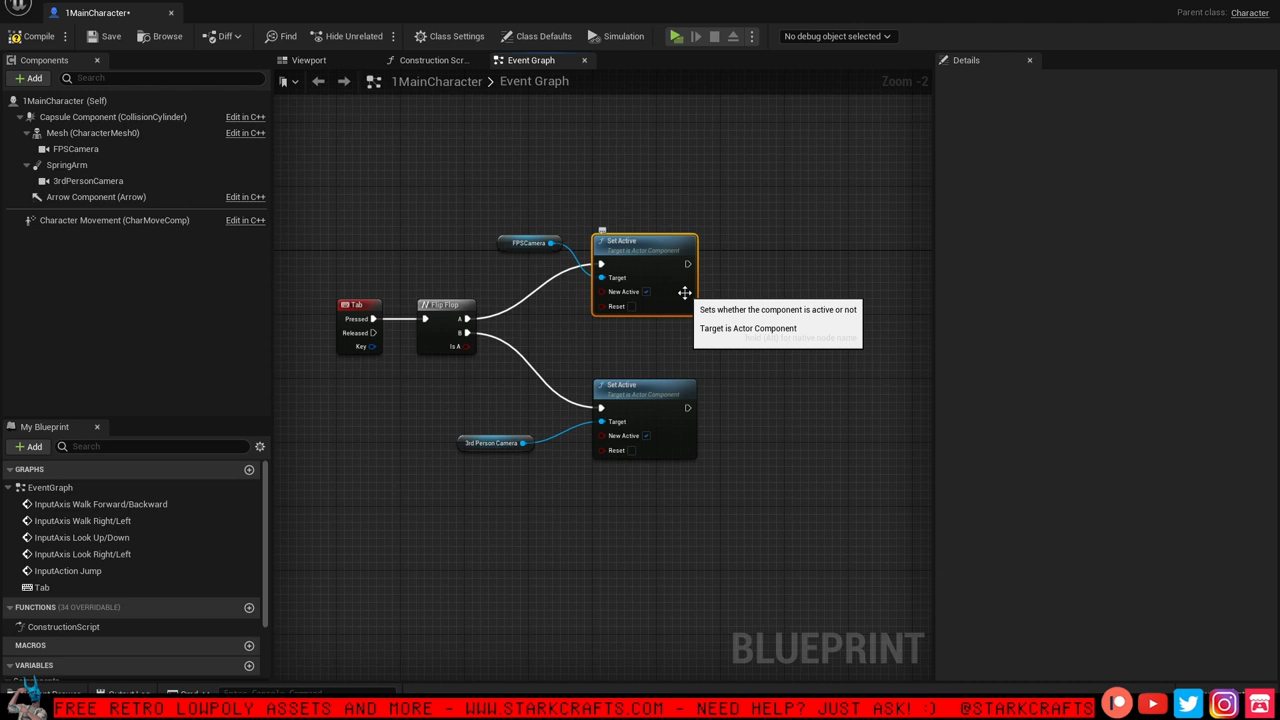 1MainCharacter*
Parent class: Character
Compile
Save
Browse
Diff
Find
Hide Unrelated
Class Settings
Class Defaults
Simulation
No debug object selected
Components
Viewport
Construction Scr...
Event Graph
Details
Add
Search
1MainCharacter > Event Graph
Zoom -2
1MainCharacter (Self)
Capsule Component (CollisionCylinder)
Edit in C++
Mesh (CharacterMesh0)
Edit in C++
FPSCamera
SpringArm
3rdPersonCamera
Arrow Component (Arrow)
Edit in C++
Character Movement (CharMoveComp)
Edit in C++
FPSCamera
Set Active
Target is Actor Component
Target
New Active
Reset
Tab
Pressed
Released
Key
Flip Flop
A
B
Is A
Sets whether the component is active or not
Target is Actor Component
hold (Alt) for native node name
Set Active
Target is Actor Component
Target
New Active
Reset
3rd Person Camera
My Blueprint
Add
Search
GRAPHS
EventGraph
InputAxis Walk Forward/Backward
InputAxis Walk Right/Left
InputAxis Look Up/Down
InputAxis Look Right/Left
InputAction Jump
Tab
FUNCTIONS (34 OVERRIDABLE)
ConstructionScript
MACROS
VARIABLES
BLUEPRINT
FREE RETRO LOWPOLY ASSETS AND MORE - WWW.STARKCRAFTS.COM - NEED HELP? JUST ASK! :) @STARKCRAFTS